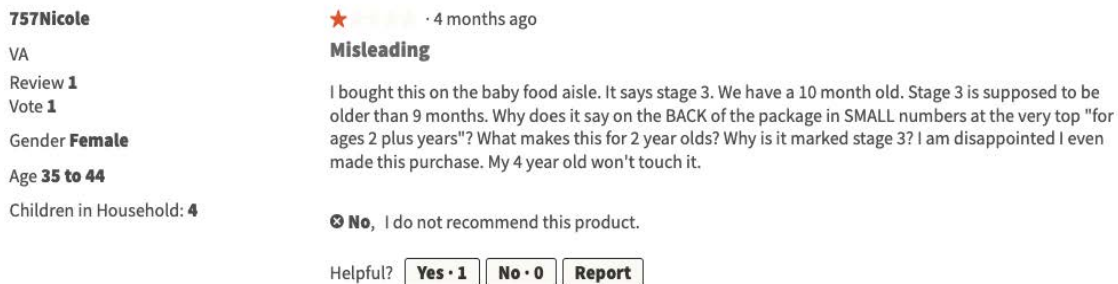 757Nicole
VA
Review 1
Vote 1
Gender Female
Age 35 to 44
Children in Household: 4
· 4 months ago
Misleading
I bought this on the baby food aisle. It says stage 3. We have a 10 month old. Stage 3 is supposed to be
older than 9 months. Why does it say on the BACK of the package in SMALL numbers at the very top "for
ages 2 plus years"? What makes this for 2 year olds? Why is it marked stage 3? I am disappointed I even
made this purchase. My 4 year old won't touch it.
No, I do not recommend this product.
Helpful? Yes · 1 No · 0 Report